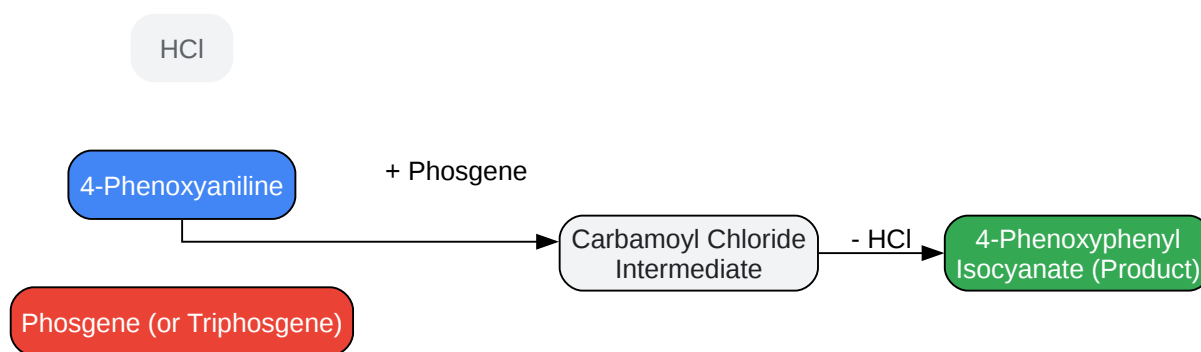 HCl
4-Phenoxyaniline
+ Phosgene
Carbamoyl Chloride
Intermediate
- HCl
4-Phenoxyphenyl
Isocyanate (Product)
Phosgene (or Triphosgene)